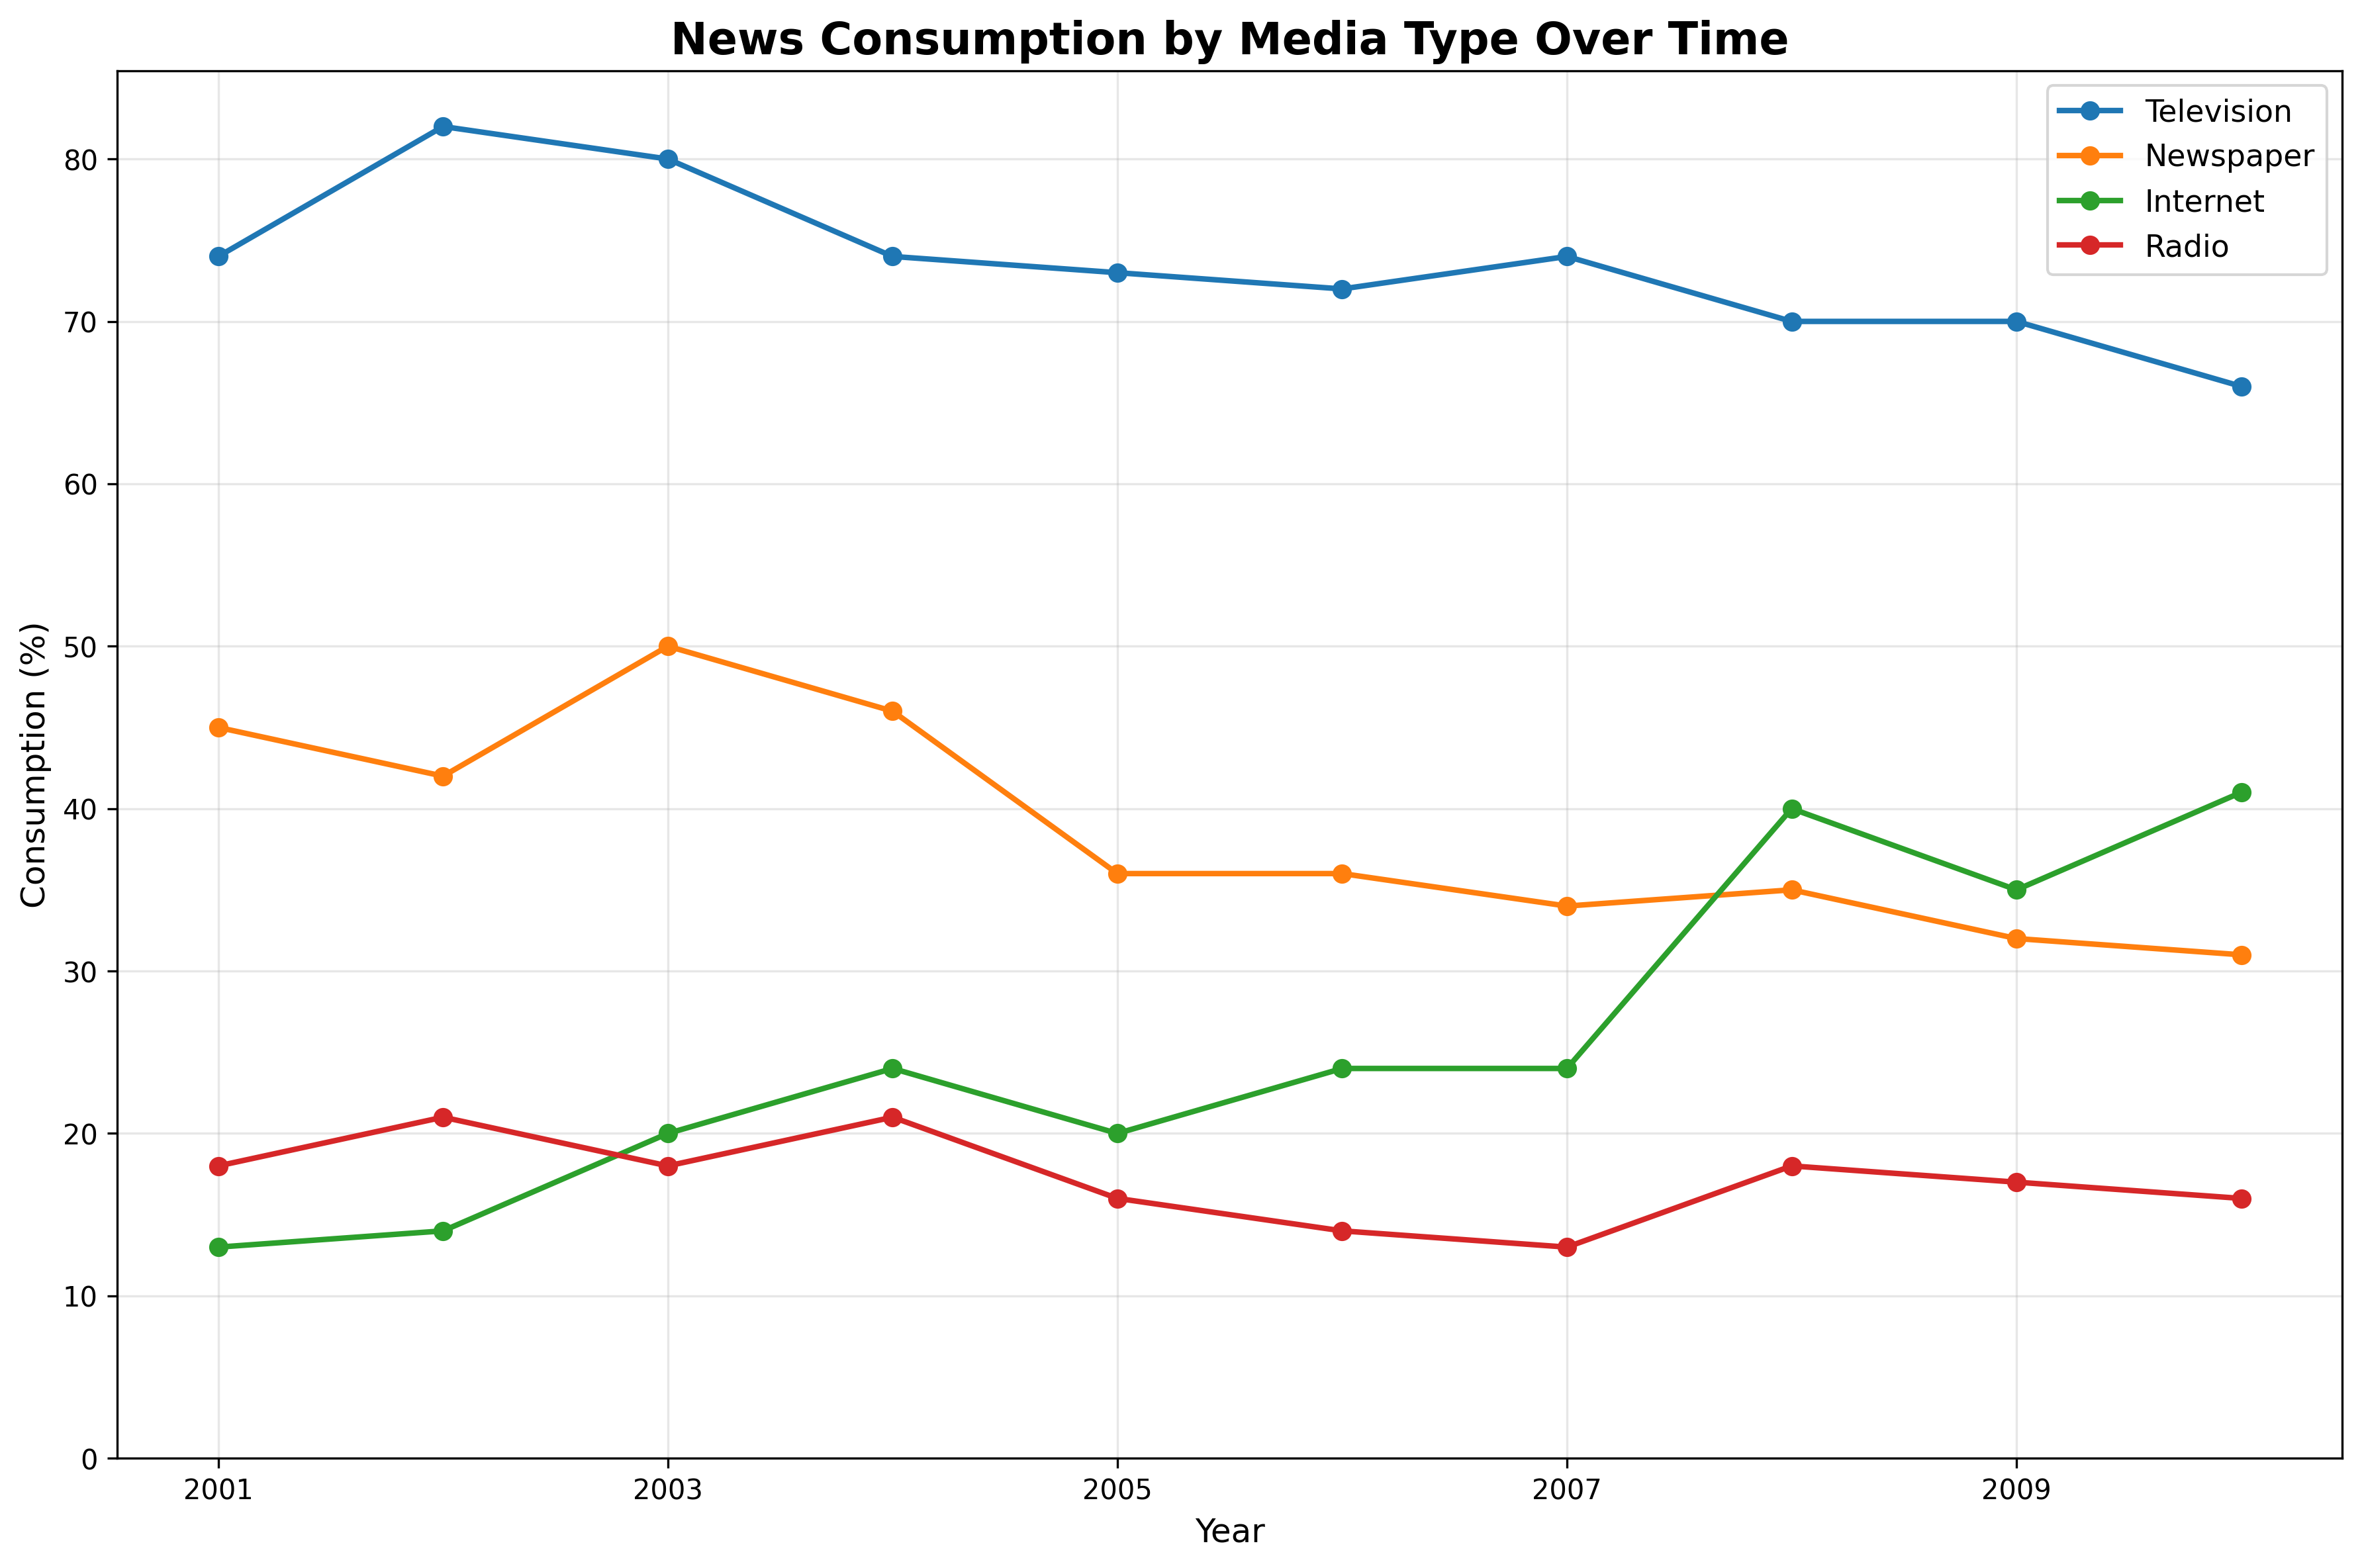 News Consumption by Media Type Over Time
Television
Newspaper
Internet
Radio
Consumption (%)
80
70
60
50
40
30
20
10
0
2001 2003 2005 2007 2009
Year